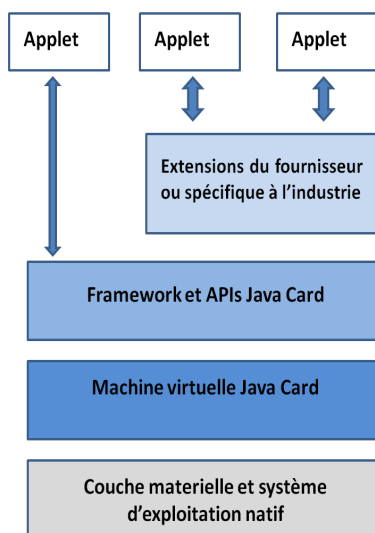 Applet
Applet
Applet
Extensions du fournisseur
ou spécifique à l'industrie
Framework et APIs Java Card
Machine virtuelle Java Card
Couche materielle et système
d'exploitation natif